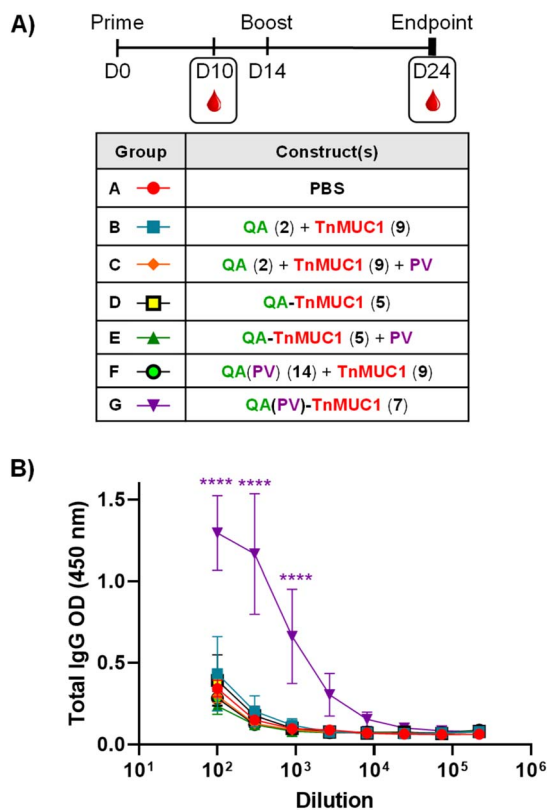 A)
Prime Boost Endpoint
D0 D10 D14 D24
Group Construct(s)
A PBS
B QA (2) + TnMUC1 (9)
C QA (2) + TnMUC1 (9) + PV
D QA-TnMUC1 (5)
E QA-TnMUC1 (5) + PV
F QA(PV) (14) + TnMUC1 (9)
G QA(PV)-TnMUC1 (7)
B)
**** ****
****
Total IgG OD (450 nm)
1.5
1.0
0.5
0.0
10¹ 10² 10³ 10⁴ 10⁵ 10⁶
Dilution